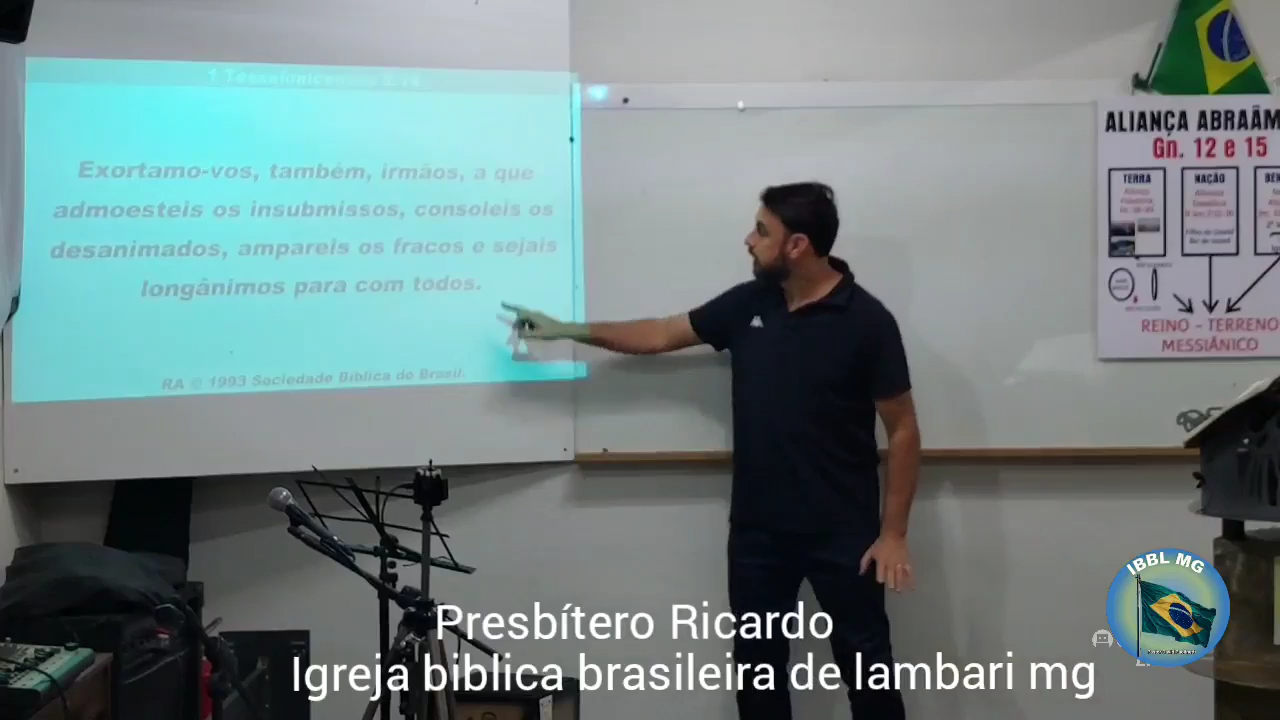 Exortamo-vos, também, irmãos, a que
admoesteis os insubmissos, consoleis os
desanimados, ampareis os fracos e sejais
longânimos para com todos.
RA © 1993 Sociedade Bíblica do Brasil.
ALIANÇA ABRAÂM
Gn. 12 e 15
TERRA
NAÇÃO
BEN
REINO - TERRENO
MESSIÂNICO
IBBL MG
Presbítero Ricardo
Igreja biblica brasileira de lambari mg